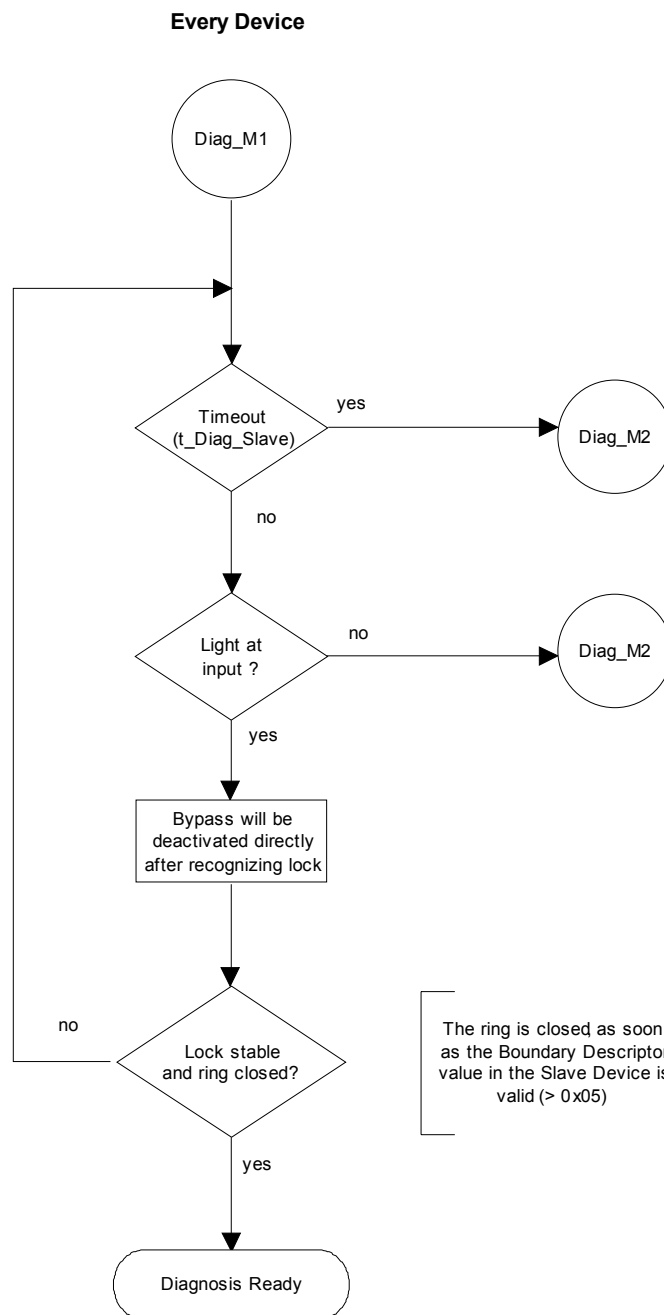 Every Device
Diag_M1
Timeout
(t_Diag_Slave)
yes
Diag_M2
no
Light at
input ?
no
Diag_M2
yes
Bypass will be
deactivated directly
after recognizing lock
no
Lock stable
and ring closed?
The ring is closed, as soon
as the Boundary Descriptor
value in the Slave Device is
valid (> 0x05)
yes
Diagnosis Ready